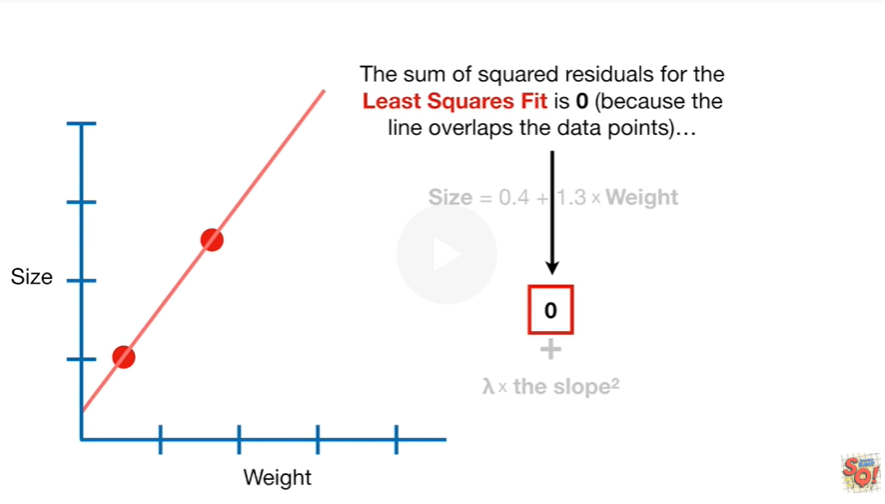 The sum of squared residuals for the
Least Squares Fit is 0 (because the
line overlaps the data points)...
Size = 0.4 + 1.3 × Weight
Size
0
+
λ × the slope²
Weight
SQ!